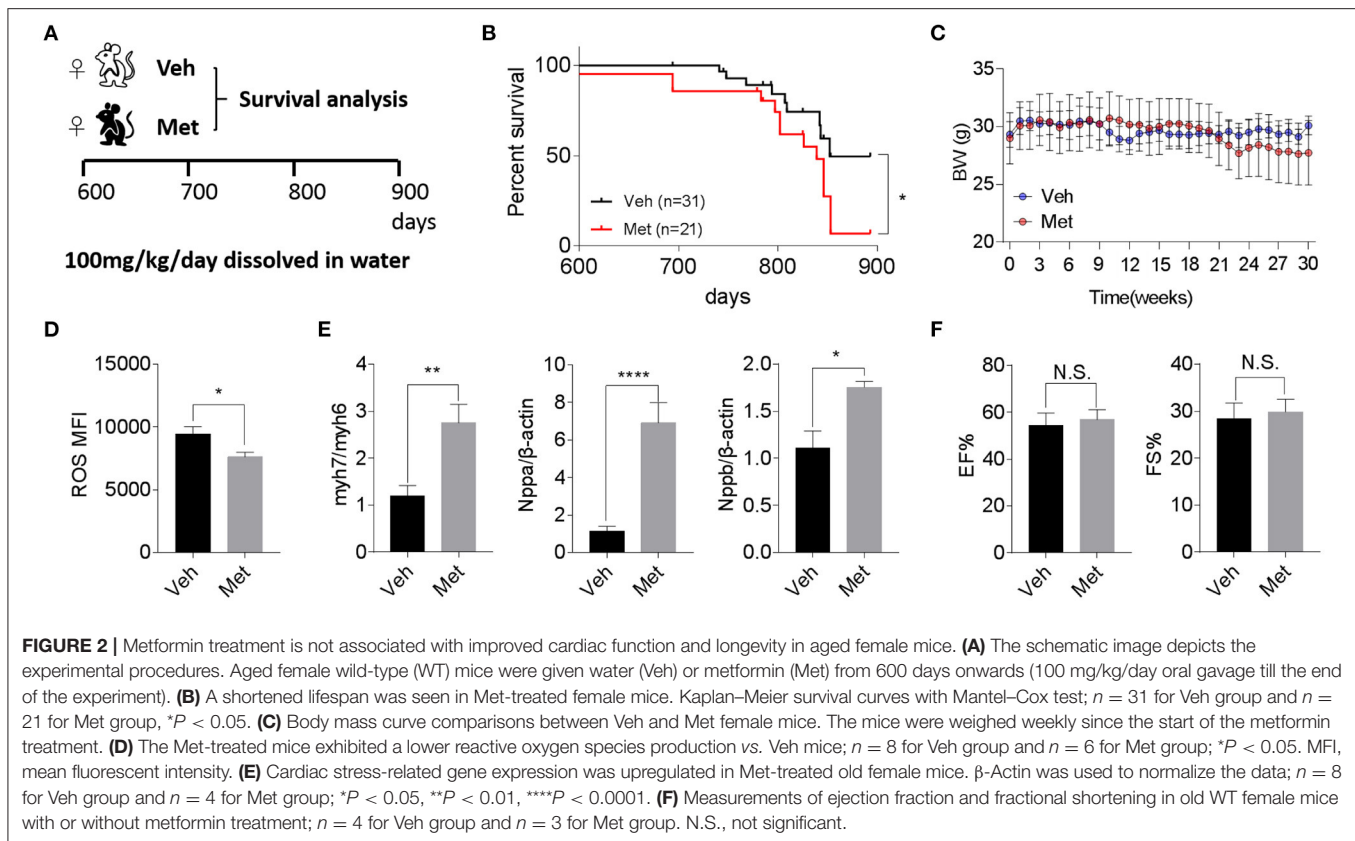 A
♀ Veh
♀ Met
Survival analysis
600 700 800 900
days
100mg/kg/day dissolved in water
B
Percent survival
100
50
0
Veh (n=31)
Met (n=21)
*
600 700 800 900
days
C
BW (g)
35
30
25
20
Veh
Met
0 3 6 9 12 15 18 21 24 27 30
Time(weeks)
D
ROS MFI
15000
10000
5000
0
*
Veh Met
E
myh7/myh6
4
3
2
1
0
**
Veh Met
Nppa/β-actin
10
8
6
4
2
0
****
Veh Met
Nppb/β-actin
2.0
1.5
1.0
0.5
0.0
*
Veh Met
F
EF%
80
60
40
20
0
N.S.
Veh Met
FS%
40
30
20
10
0
N.S.
Veh Met
FIGURE 2 | Metformin treatment is not associated with improved cardiac function and longevity in aged female mice. (A) The schematic image depicts the
experimental procedures. Aged female wild-type (WT) mice were given water (Veh) or metformin (Met) from 600 days onwards (100 mg/kg/day oral gavage till the end
of the experiment). (B) A shortened lifespan was seen in Met-treated female mice. Kaplan–Meier survival curves with Mantel–Cox test; n = 31 for Veh group and n =
21 for Met group, *P < 0.05. (C) Body mass curve comparisons between Veh and Met female mice. The mice were weighed weekly since the start of the metformin
treatment. (D) The Met-treated mice exhibited a lower reactive oxygen species production vs. Veh mice; n = 8 for Veh group and n = 6 for Met group; *P < 0.05. MFI,
mean fluorescent intensity. (E) Cardiac stress-related gene expression was upregulated in Met-treated old female mice. β-Actin was used to normalize the data; n = 8
for Veh group and n = 4 for Met group; *P < 0.05, **P < 0.01, ****P < 0.0001. (F) Measurements of ejection fraction and fractional shortening in old WT female mice
with or without metformin treatment; n = 4 for Veh group and n = 3 for Met group. N.S., not significant.